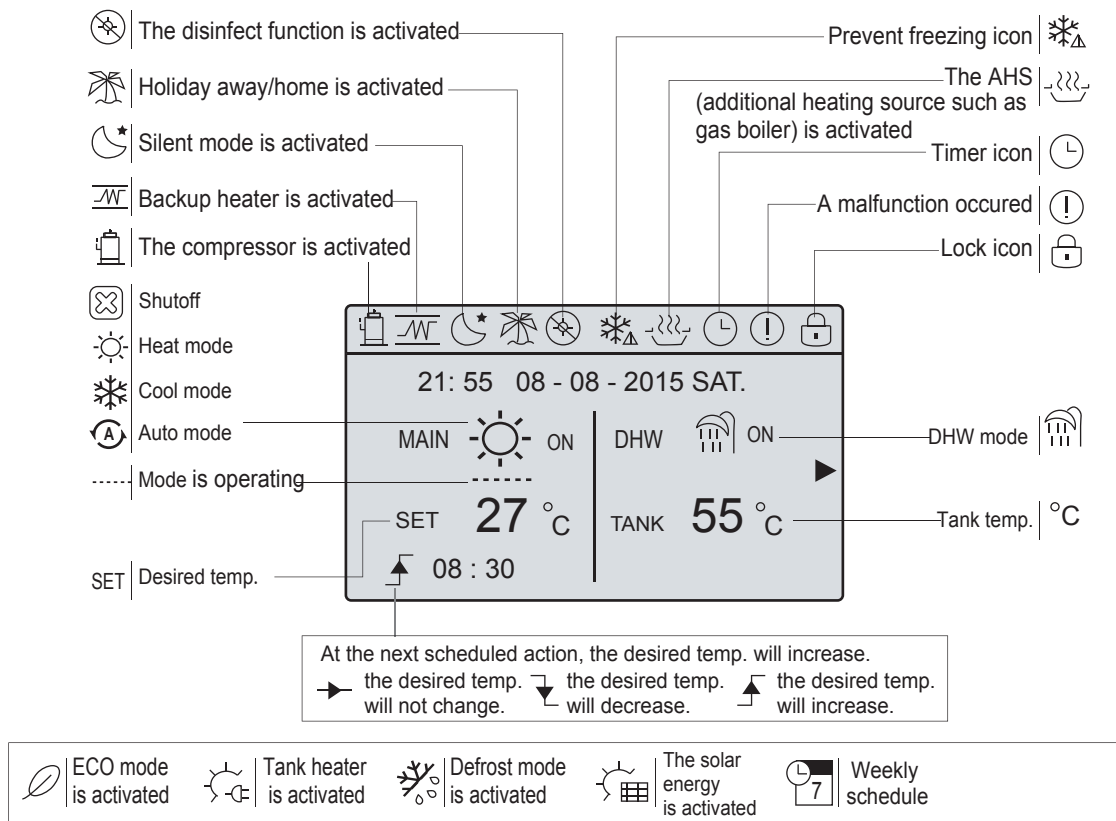 The disinfect function is activated
Holiday away/home is activated
Silent mode is activated
Backup heater is activated
The compressor is activated
Shutoff
Heat mode
Cool mode
A
Auto mode
Mode is operating
SET
Desired temp.
Prevent freezing icon
The AHS
(additional heating source such as
gas boiler) is activated
Timer icon
A malfunction occured
Lock icon
21: 55 08 - 08 - 2015 SAT.
MAIN ON
DHW ON
SET 27 °C
TANK 55 °C
08 : 30
DHW mode
Tank temp. °C
At the next scheduled action, the desired temp. will increase.
the desired temp.
will not change.
the desired temp.
will decrease.
the desired temp.
will increase.
ECO mode
is activated
Tank heater
is activated
Defrost mode
is activated
The solar
energy
is activated
7
Weekly
schedule